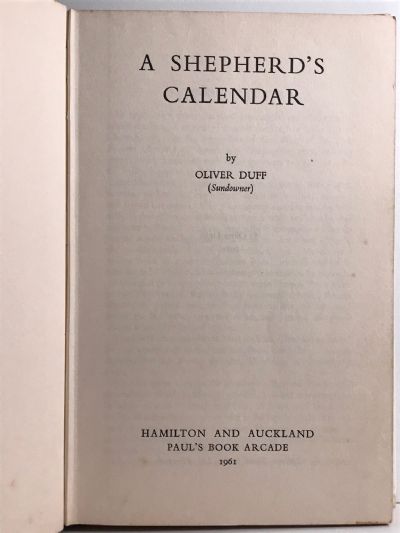 A SHEPHERD'S
CALENDAR
by
OLIVER DUFF
(Sundowner)
HAMILTON AND AUCKLAND
PAUL'S BOOK ARCADE
1961